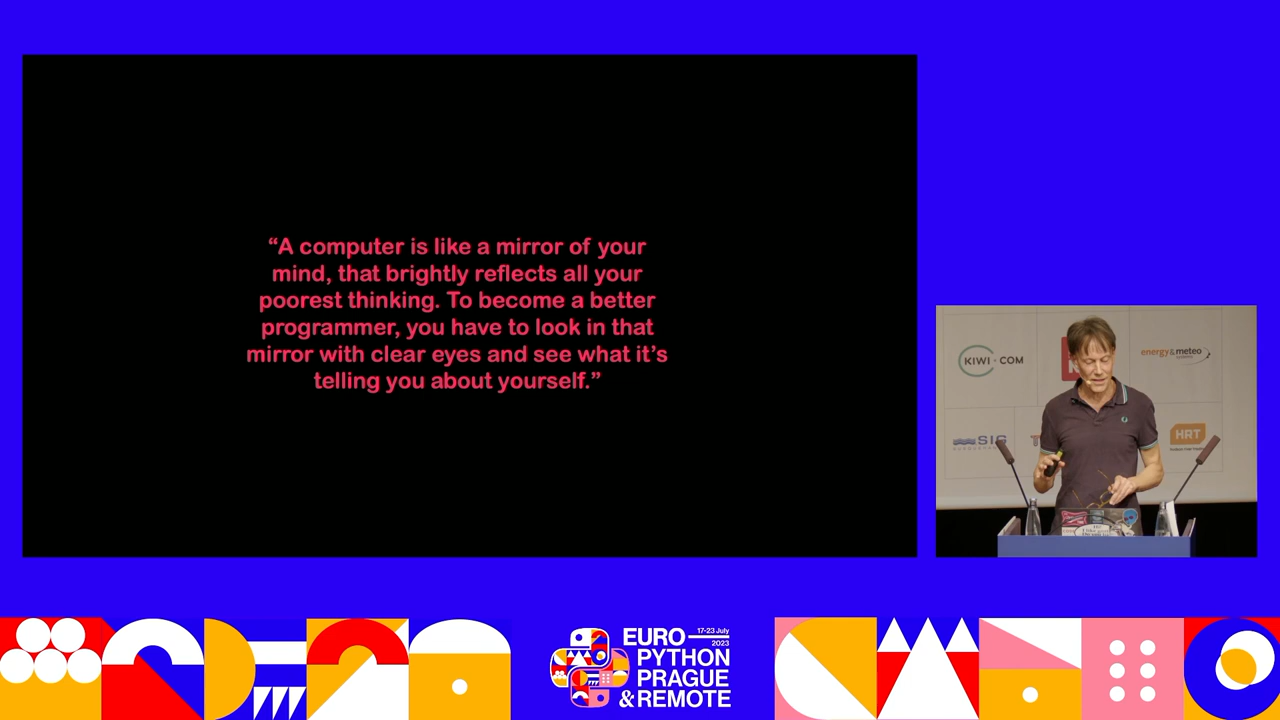 “A computer is like a mirror of your
mind, that brightly reflects all your
poorest thinking. To become a better
programmer, you have to look in that
mirror with clear eyes and see what it’s
telling you about yourself.”
KIWI•COM
energy & meteo
systems
SIG
HRT
EURO
17-23 July
2023
PYTHON
PRAGUE
& REMOTE